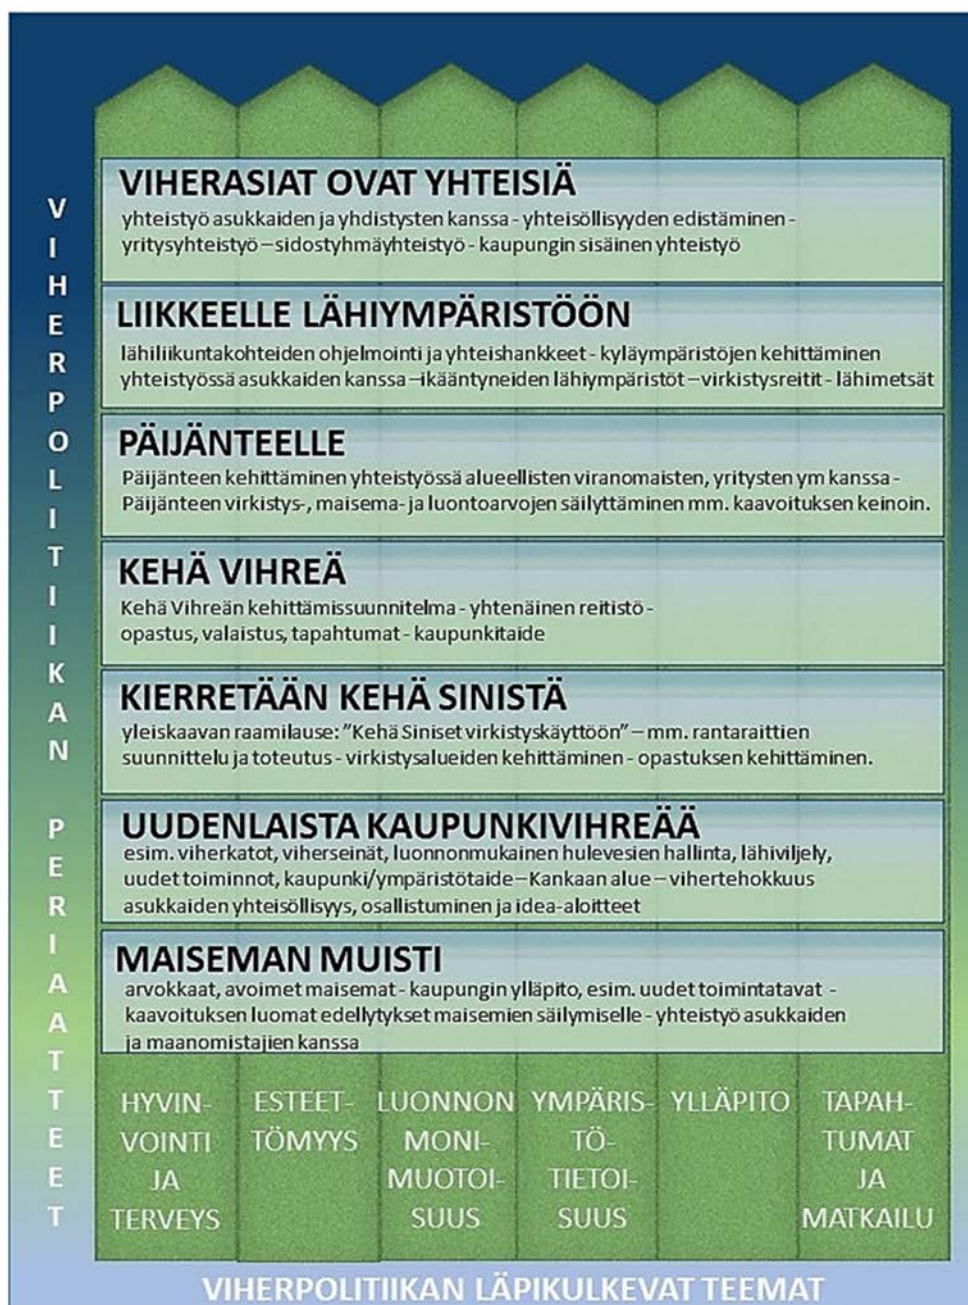 VIHERPOLITIIKAN PERIAATTEET
VIHERASIAT OVAT YHTEISIÄ
yhteistyö asukkaiden ja yhdistysten kanssa - yhteisöllisyyden edistäminen -
yritysyhteistyö – sidostyhmäyhteistyö - kaupungin sisäinen yhteistyö
LIIKKEELLE LÄHIYMPÄRISTÖÖN
lähiliikuntakohteiden ohjelmointi ja yhteishankkeet - kyläympäristöjen kehittäminen
yhteistyössä asukkaiden kanssa –ikääntyneiden lähiympäristöt – virkistysreitit - lähimetsät
PÄIJÄNTEELLE
Päijänteen kehittäminen yhteistyössä alueellisten viranomaisten, yritysten ym kanssa -
Päijänteen virkistys-, maisema- ja luontoarvojen säilyttäminen mm. kaavoituksen keinoin.
KEHÄ VIHREÄ
Kehä Vihreän kehittämissuunnitelma - yhtenäinen reitistö -
opastus, valaistus, tapahtumat - kaupunkitaide
KIERRETÄÄN KEHÄ SINISTÄ
yleiskaavan raamilause: ”Kehä Siniset virkistyskäyttöön” – mm. rantaraittien
suunnittelu ja toteutus - virkistysalueiden kehittäminen - opastuksen kehittäminen.
UUDENLAISTA KAUPUNKIVIHREÄÄ
esim. viherkatot, viherseinät, luonnonmukainen hulevesien hallinta, lähiviljely,
uudet toiminnot, kaupunki/ympäristötaide – Kankaan alue – vihertehokkuus
asukkaiden yhteisöllisyys, osallistuminen ja idea-aloitteet
MAISEMAN MUISTI
arvokkaat, avoimet maisemat - kaupungin ylläpito, esim. uudet toimintatavat -
kaavoituksen luomat edellytykset maisemien säilymiselle - yhteistyö asukkaiden
ja maanomistajien kanssa
HYVIN-
VOINTI
JA
TERVEYS
ESTEET-
TÖMYYS
LUONNON
MONI-
MUOTOI-
SUUS
YMPÄRIS-
TÖ-
TIETOI-
SUUS
YLLÄPITO
TAPAH-
TUMAT
JA
MATKAILU
VIHERPOLITIIKAN LÄPIKULKEVAT TEEMAT